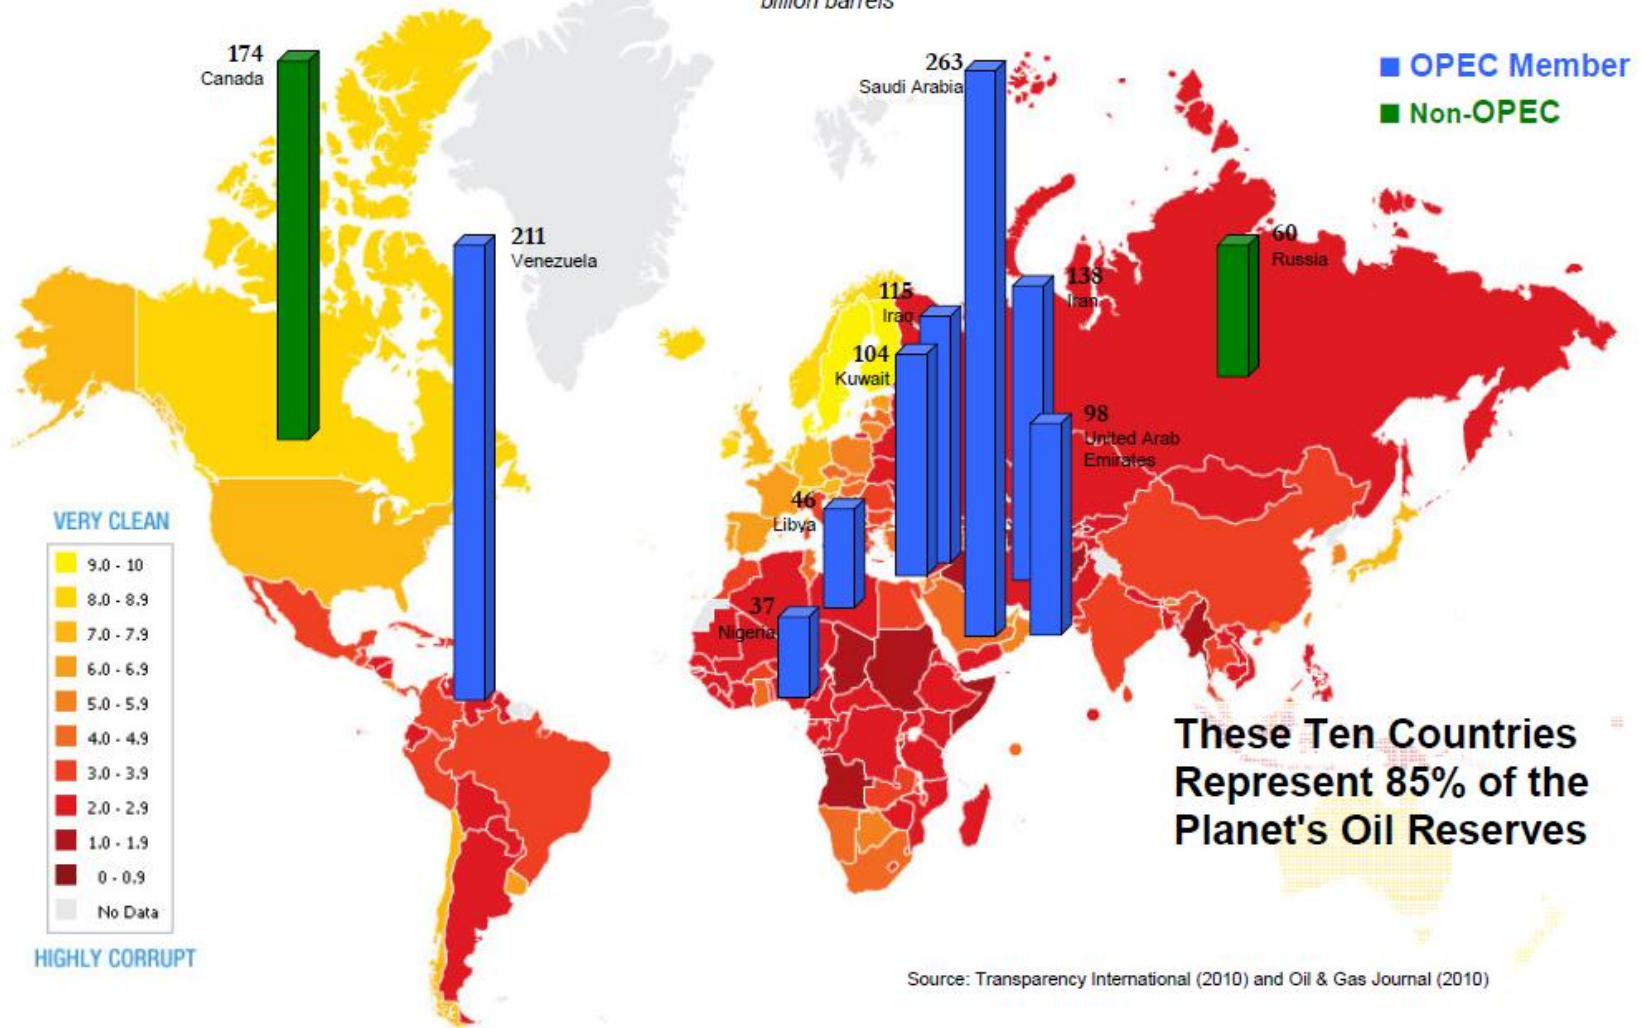 billion barrels
174
Canada
211
Venezuela
263
Saudi Arabia
115
Iraq
104
Kuwait
138
Iran
60
Russia
98
United Arab
Emirates
46
Libya
37
Nigeria
■ OPEC Member
■ Non-OPEC
VERY CLEAN
9.0 - 10
8.0 - 8.9
7.0 - 7.9
6.0 - 6.9
5.0 - 5.9
4.0 - 4.9
3.0 - 3.9
2.0 - 2.9
1.0 - 1.9
0 - 0.9
No Data
HIGHLY CORRUPT
These Ten Countries
Represent 85% of the
Planet's Oil Reserves
Source: Transparency International (2010) and Oil & Gas Journal (2010)